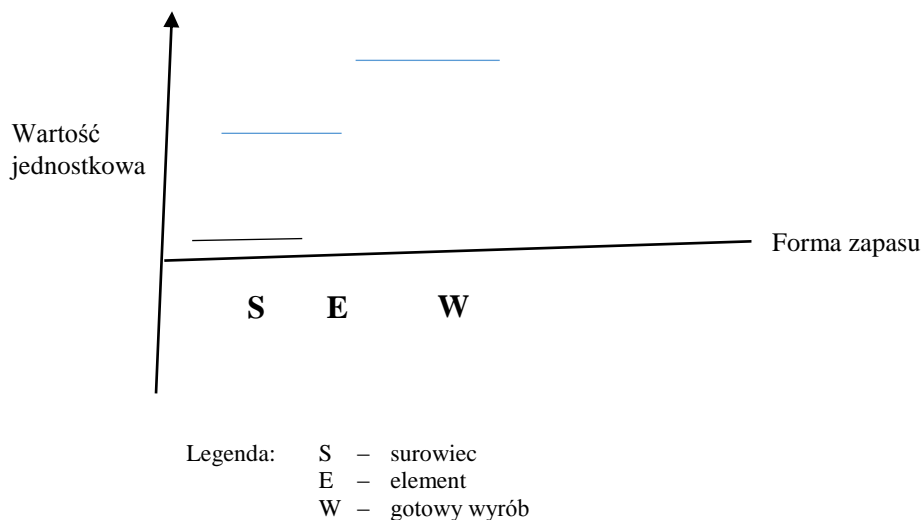 Wartość
jednostkowa
Forma zapasu
S E W
Legenda: S – surowiec
E – element
W – gotowy wyrób